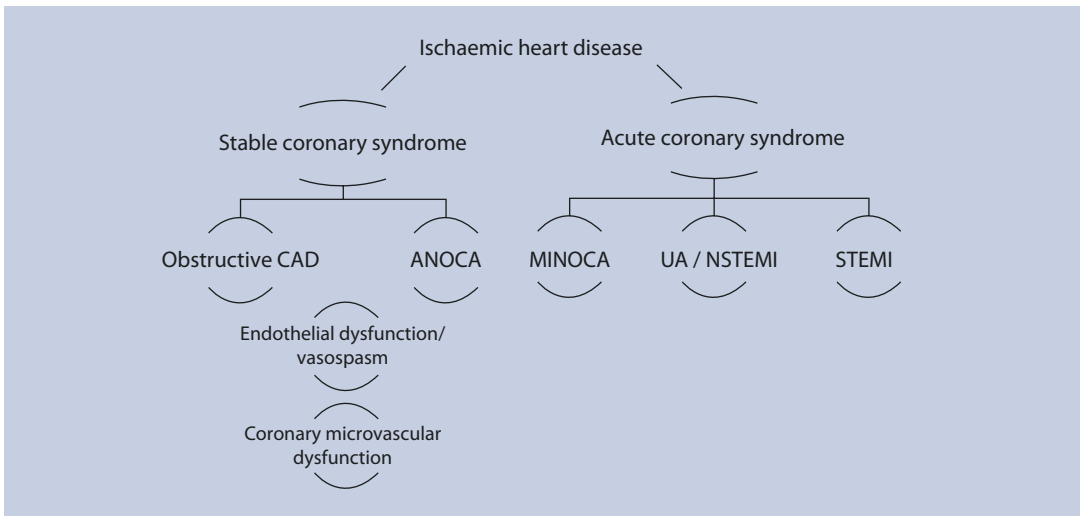 Ischaemic heart disease
Stable coronary syndrome
Acute coronary syndrome
Obstructive CAD
ANOCA
MINOCA
UA / NSTEMI
STEMI
Endothelial dysfunction/
vasospasm
Coronary microvascular
dysfunction